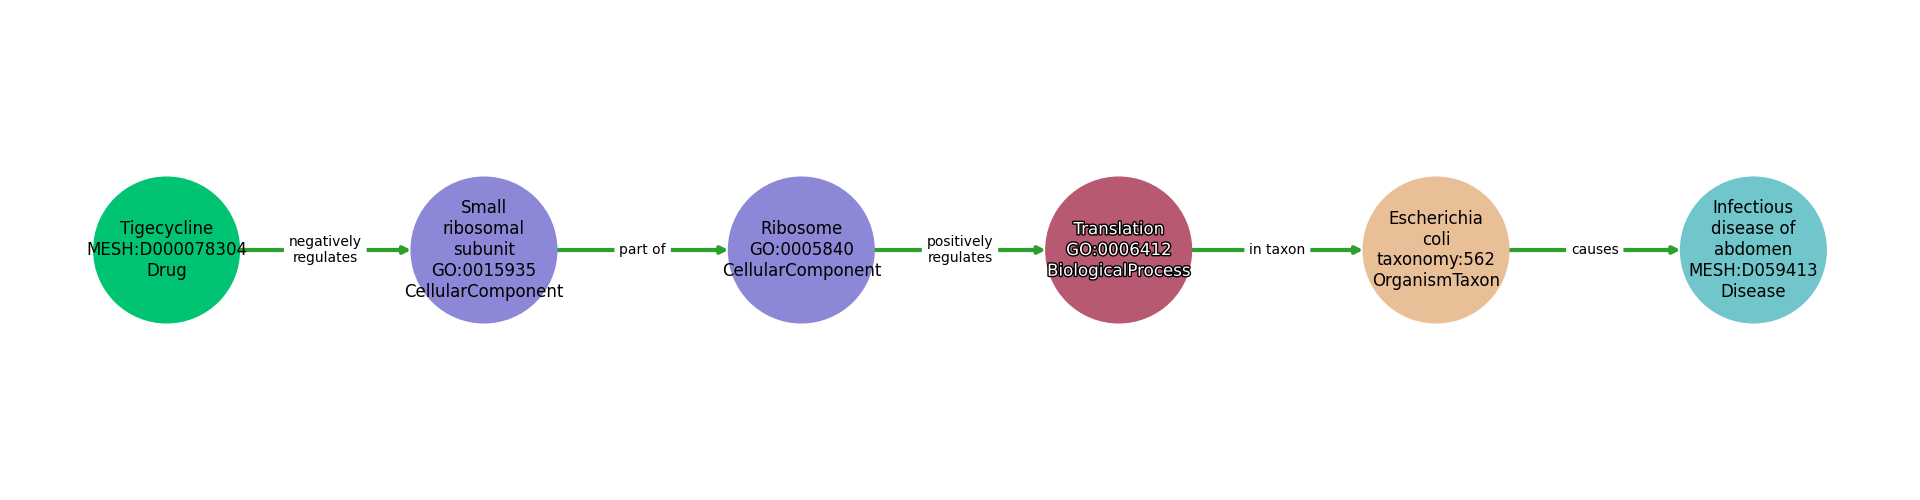 Tigecycline
MESH:D000078304
Drug
negatively
regulates
Small
ribosomal
subunit
GO:0015935
CellularComponent
part of
Ribosome
GO:0005840
CellularComponent
positively
regulates
Translation
GO:0006412
BiologicalProcess
in taxon
Escherichia
coli
taxonomy:562
OrganismTaxon
causes
Infectious
disease of
abdomen
MESH:D059413
Disease